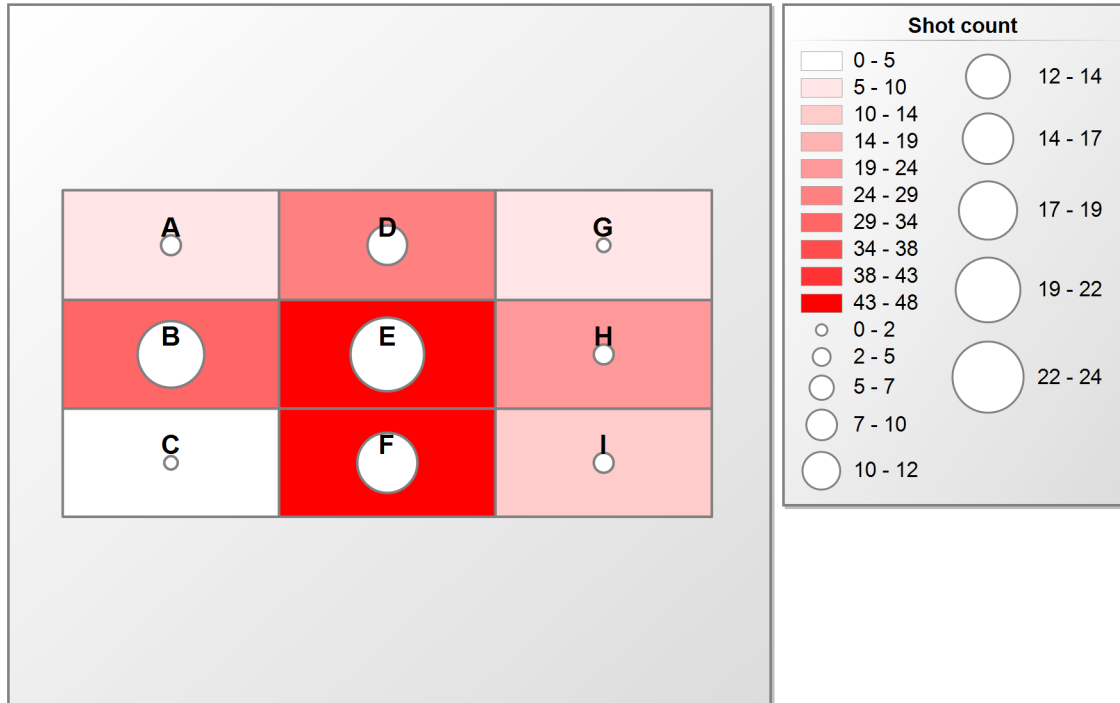 Shot count
0 - 5
5 - 10
10 - 14
14 - 19
19 - 24
24 - 29
29 - 34
34 - 38
38 - 43
43 - 48
0 - 2
2 - 5
5 - 7
7 - 10
10 - 12
12 - 14
14 - 17
17 - 19
19 - 22
22 - 24
A D G
B E H
C F I